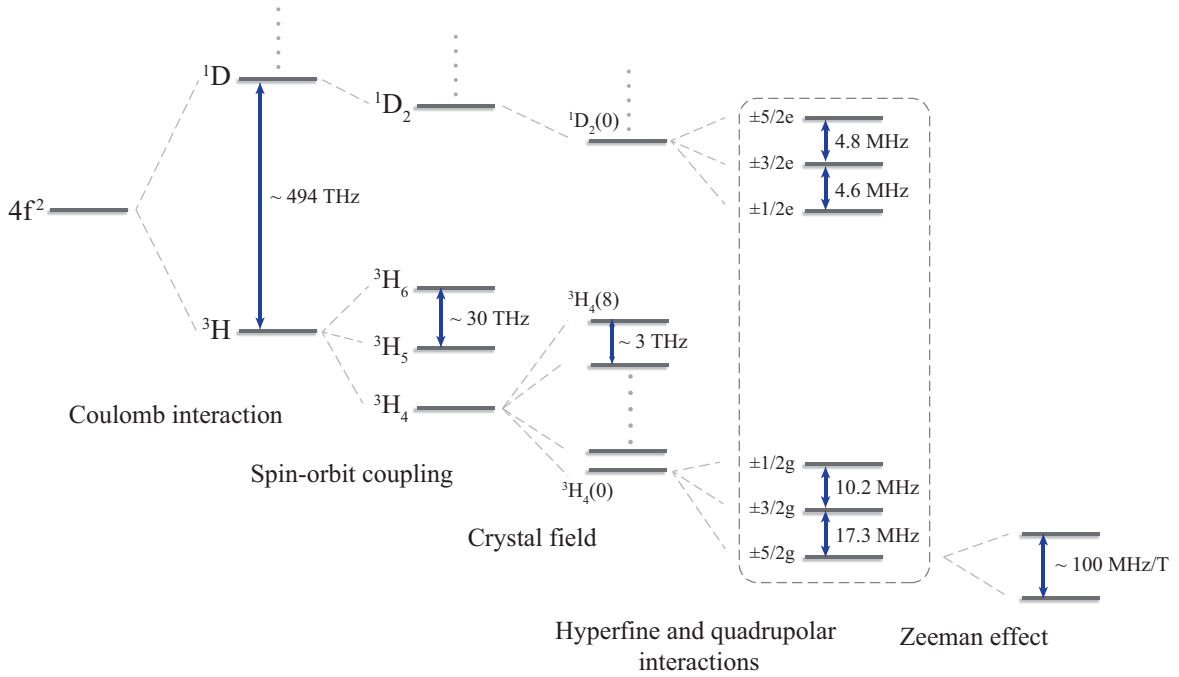 4f²
¹D
~ 494 THz
³H
Coulomb interaction
¹D₂
³H₆
~ 30 THz
³H₅
³H₄
Spin-orbit coupling
¹D₂(0)
³H₄(8)
~ 3 THz
³H₄(0)
Crystal field
±5/2e
4.8 MHz
±3/2e
4.6 MHz
±1/2e
±1/2g
10.2 MHz
±3/2g
17.3 MHz
±5/2g
Hyperfine and quadrupolar
interactions
~ 100 MHz/T
Zeeman effect